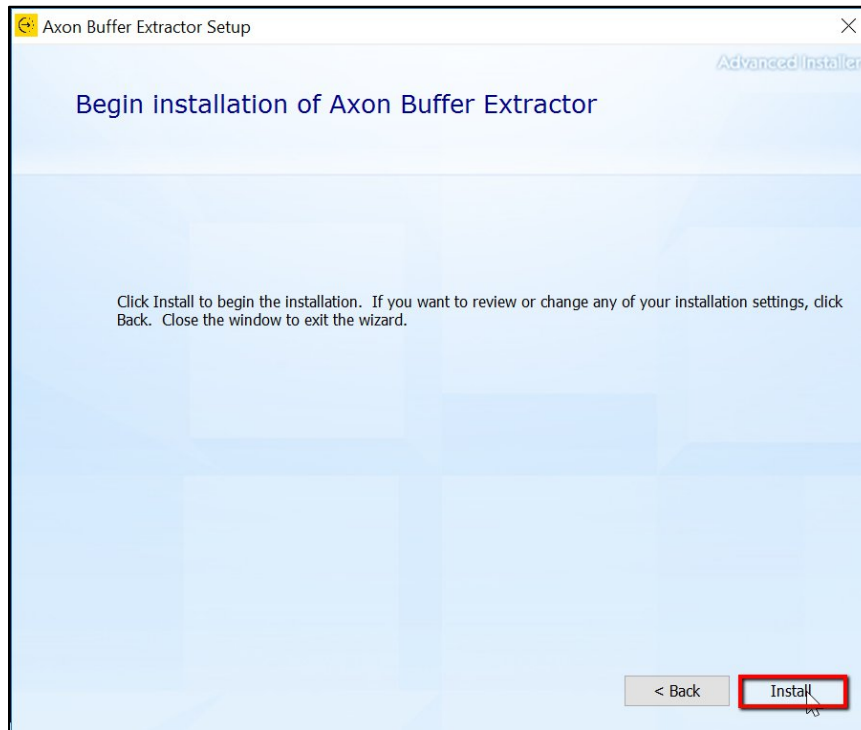 Axon Buffer Extractor Setup
Advanced Installer
Begin installation of Axon Buffer Extractor
Click Install to begin the installation.  If you want to review or change any of your installation settings, click
Back.  Close the window to exit the wizard.
< Back
Install